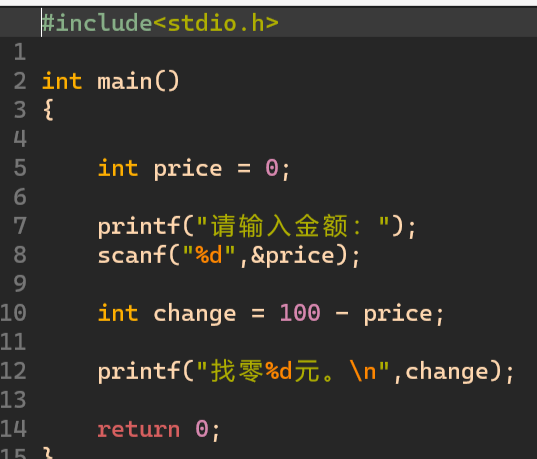 #include<stdio.h>
1
2 int main()
3 {
4
5     int price = 0;
6
7     printf("请输入金额：");
8     scanf("%d",&price);
9
10     int change = 100 - price;
11
12     printf("找零%d元。\n",change);
13
14     return 0;
15 }